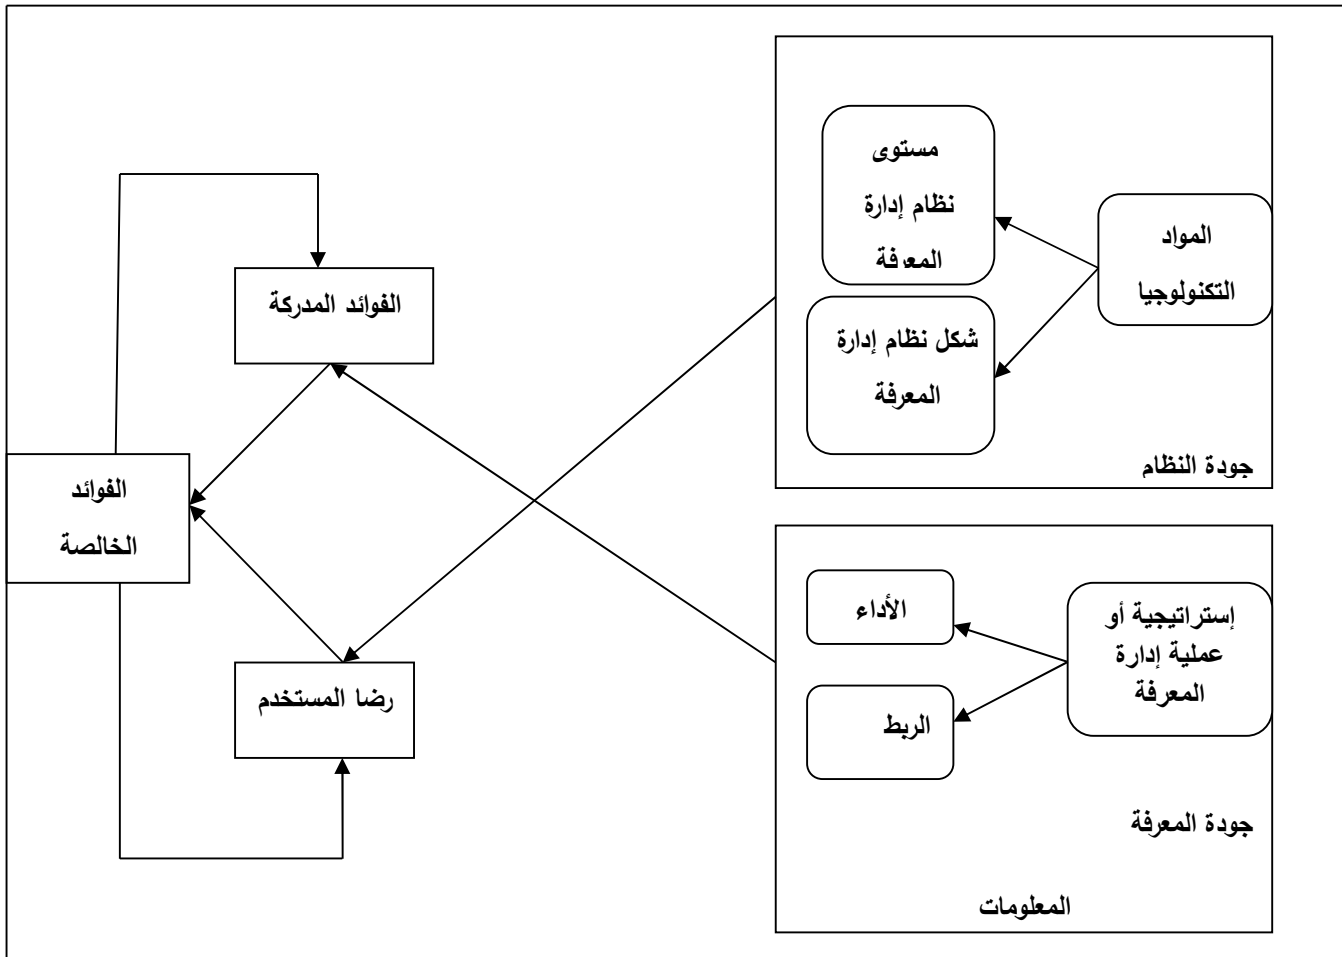 مستوى
نظام إدارة
المعرفة
المواد
التكنولوجيا
شكل نظام إدارة
المعرفة
جودة النظام
الفوائد المدركة
الفوائد
الخالصة
رضا المستخدم
إستراتيجية أو
عملية إدارة
المعرفة
الأداء
الربط
جودة المعرفة
المعلومات